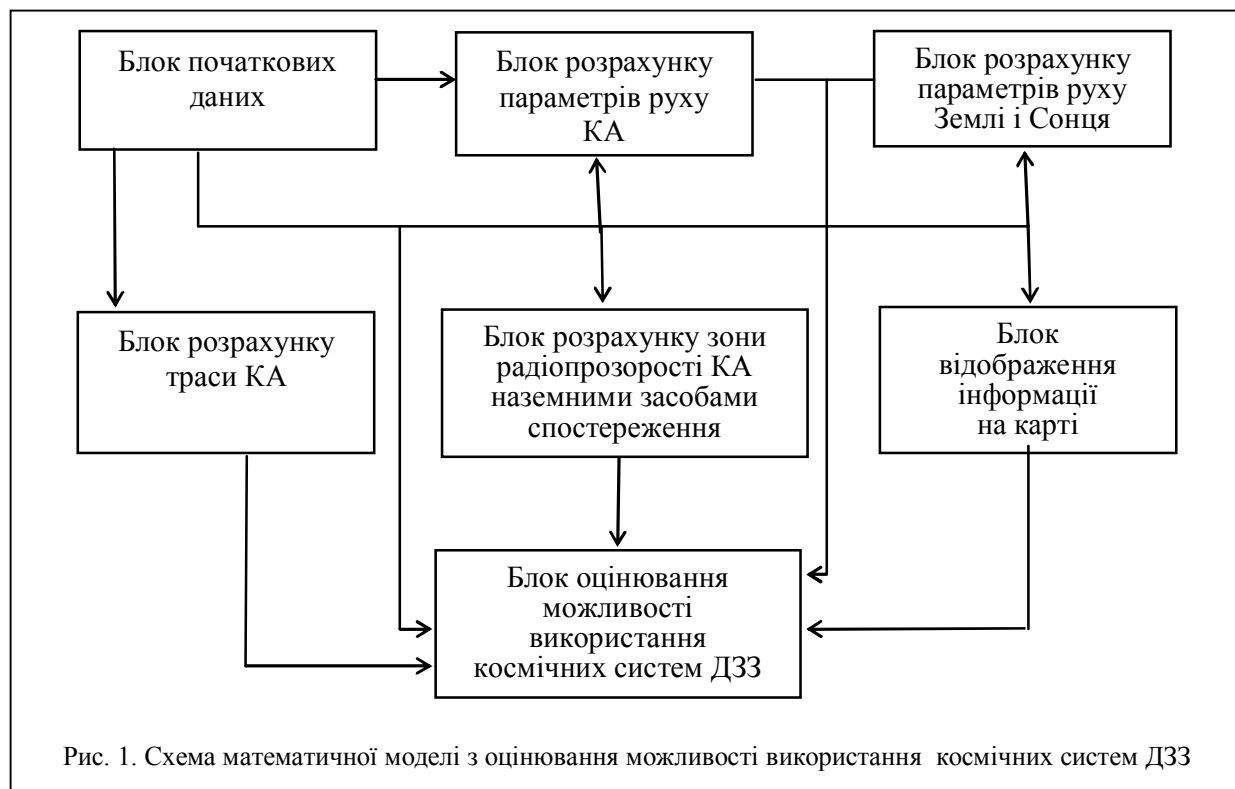 Блок початкових
даних
Блок розрахунку
параметрів руху
КА
Блок розрахунку
параметрів руху
Землі і Сонця
Блок розрахунку
траси КА
Блок розрахунку зони
радіопрозорості КА
наземними засобами
спостереження
Блок
відображення
інформації
на карті
Блок оцінювання
можливості
використання
космічних систем ДЗЗ
Рис. 1. Схема математичної моделі з оцінювання можливості використання космічних систем ДЗЗ